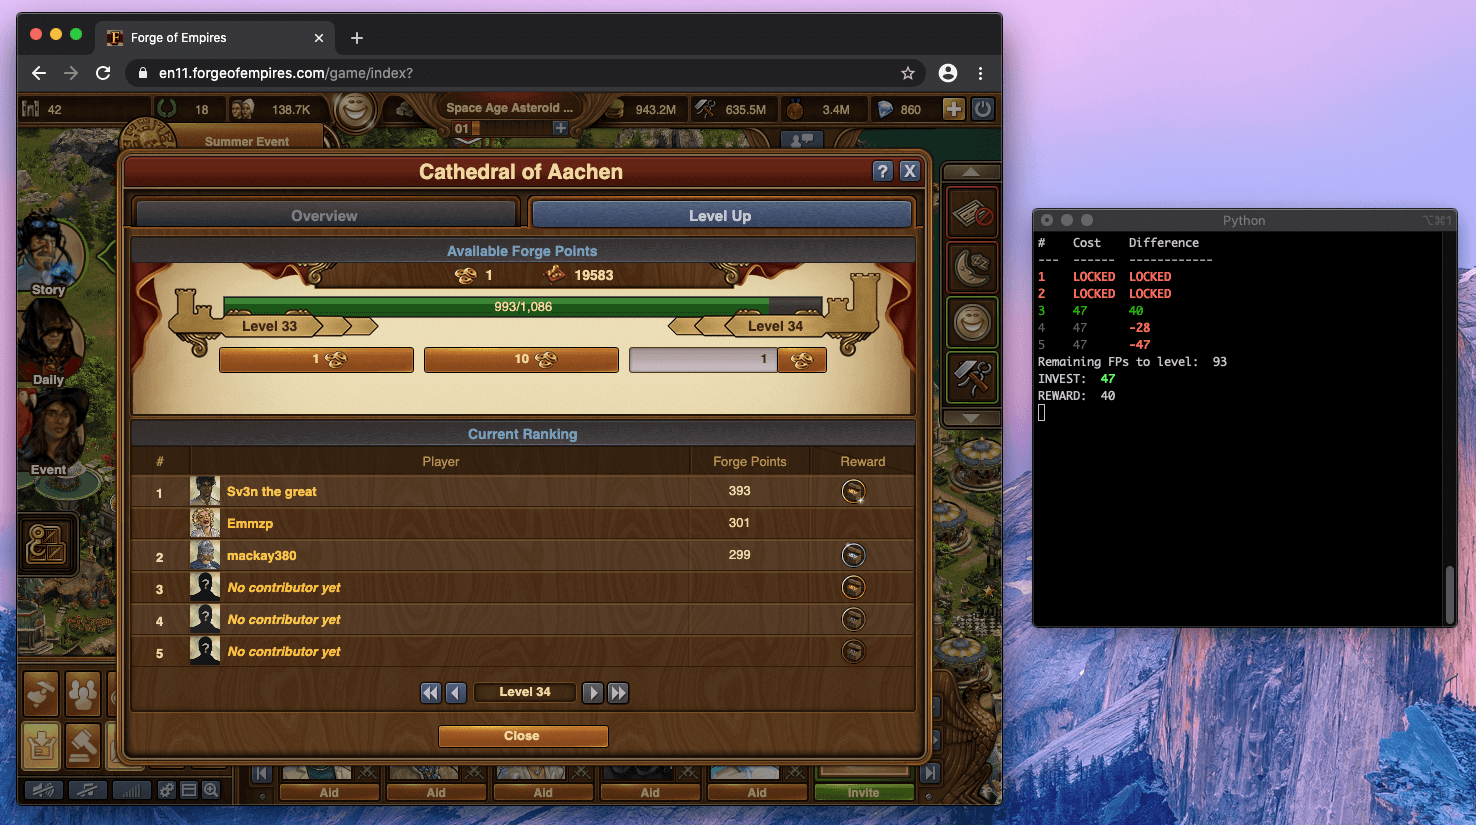 Forge of Empires
en11.forgeofempires.com/game/index?
42
18
138.7K
Space Age Asteroid ...
01
943.2M
635.5M
3.4M
860
Summer Event
Cathedral of Aachen
?
X
Overview
Level Up
Available Forge Points
1
19583
993/1,086
Level 33
Level 34
1
10
1
Current Ranking
# Player Forge Points Reward
1 Sv3n the great 393
Emmzp 301
2 mackay380 299
3 No contributor yet
4 No contributor yet
5 No contributor yet
Level 34
Close
Story
Daily
Event
Aid
Aid
Aid
Aid
Aid
Invite
Python
⌥⌘1
# Cost Difference
--- ------ ------------
1 LOCKED LOCKED
2 LOCKED LOCKED
3 47 40
4 47 -28
5 47 -47
Remaining FPs to level: 93
INVEST: 47
REWARD: 40